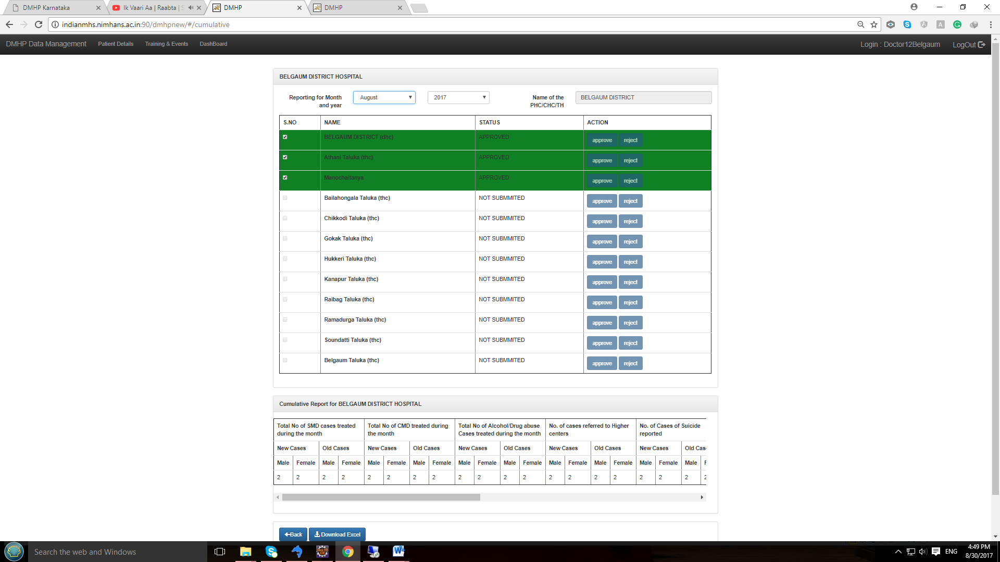 DMHP Karnataka
Ik Vaari Aa | Raabta |
DMHP
DMHP
indianmhs.nimhans.ac.in:90/dmhpnew/#/cumulative
DMHP Data Management Patient Details Training & Events DashBoard Login : Doctor12Belgaum LogOut
BELGAUM DISTRICT HOSPITAL
Reporting for Month and year August 2017 Name of the PHC/CHC/TH BELGAUM DISTRICT
S.NO NAME STATUS ACTION
BELGAUM DISTRICT (dhc) APPROVED approve reject
Athani Taluka (thc) APPROVED approve reject
Manochaitanya APPROVED approve reject
Bailahongala Taluka (thc) NOT SUBMMITED approve reject
Chikkodi Taluka (thc) NOT SUBMMITED approve reject
Gokak Taluka (thc) NOT SUBMMITED approve reject
Hukkeri Taluka (thc) NOT SUBMMITED approve reject
Kanapur Taluka (thc) NOT SUBMMITED approve reject
Raibag Taluka (thc) NOT SUBMMITED approve reject
Ramadurga Taluka (thc) NOT SUBMMITED approve reject
Soundatti Taluka (thc) NOT SUBMMITED approve reject
Belgaum Taluka (thc) NOT SUBMMITED approve reject
Cumulative Report for BELGAUM DISTRICT HOSPITAL
Total No of SMD cases treated during the month Total No of CMD treated during the month Total No of Alcohol/Drug abuse Cases treated during the month No. of cases referred to Higher centers No. of Cases of Suicide reported
New Cases Old Cases New Cases Old Cases New Cases Old Cases New Cases Old Cases New Cases Old Cas
Male Female Male Female Male Female Male Female Male Female Male Female Male Female Male Female Male Female Male
2 2 2 2 2 2 2 2 2 2 2 2 2 2 2 2 2 2 2 2
Back Download Excel
Search the web and Windows
ENG
4:49 PM
8/30/2017